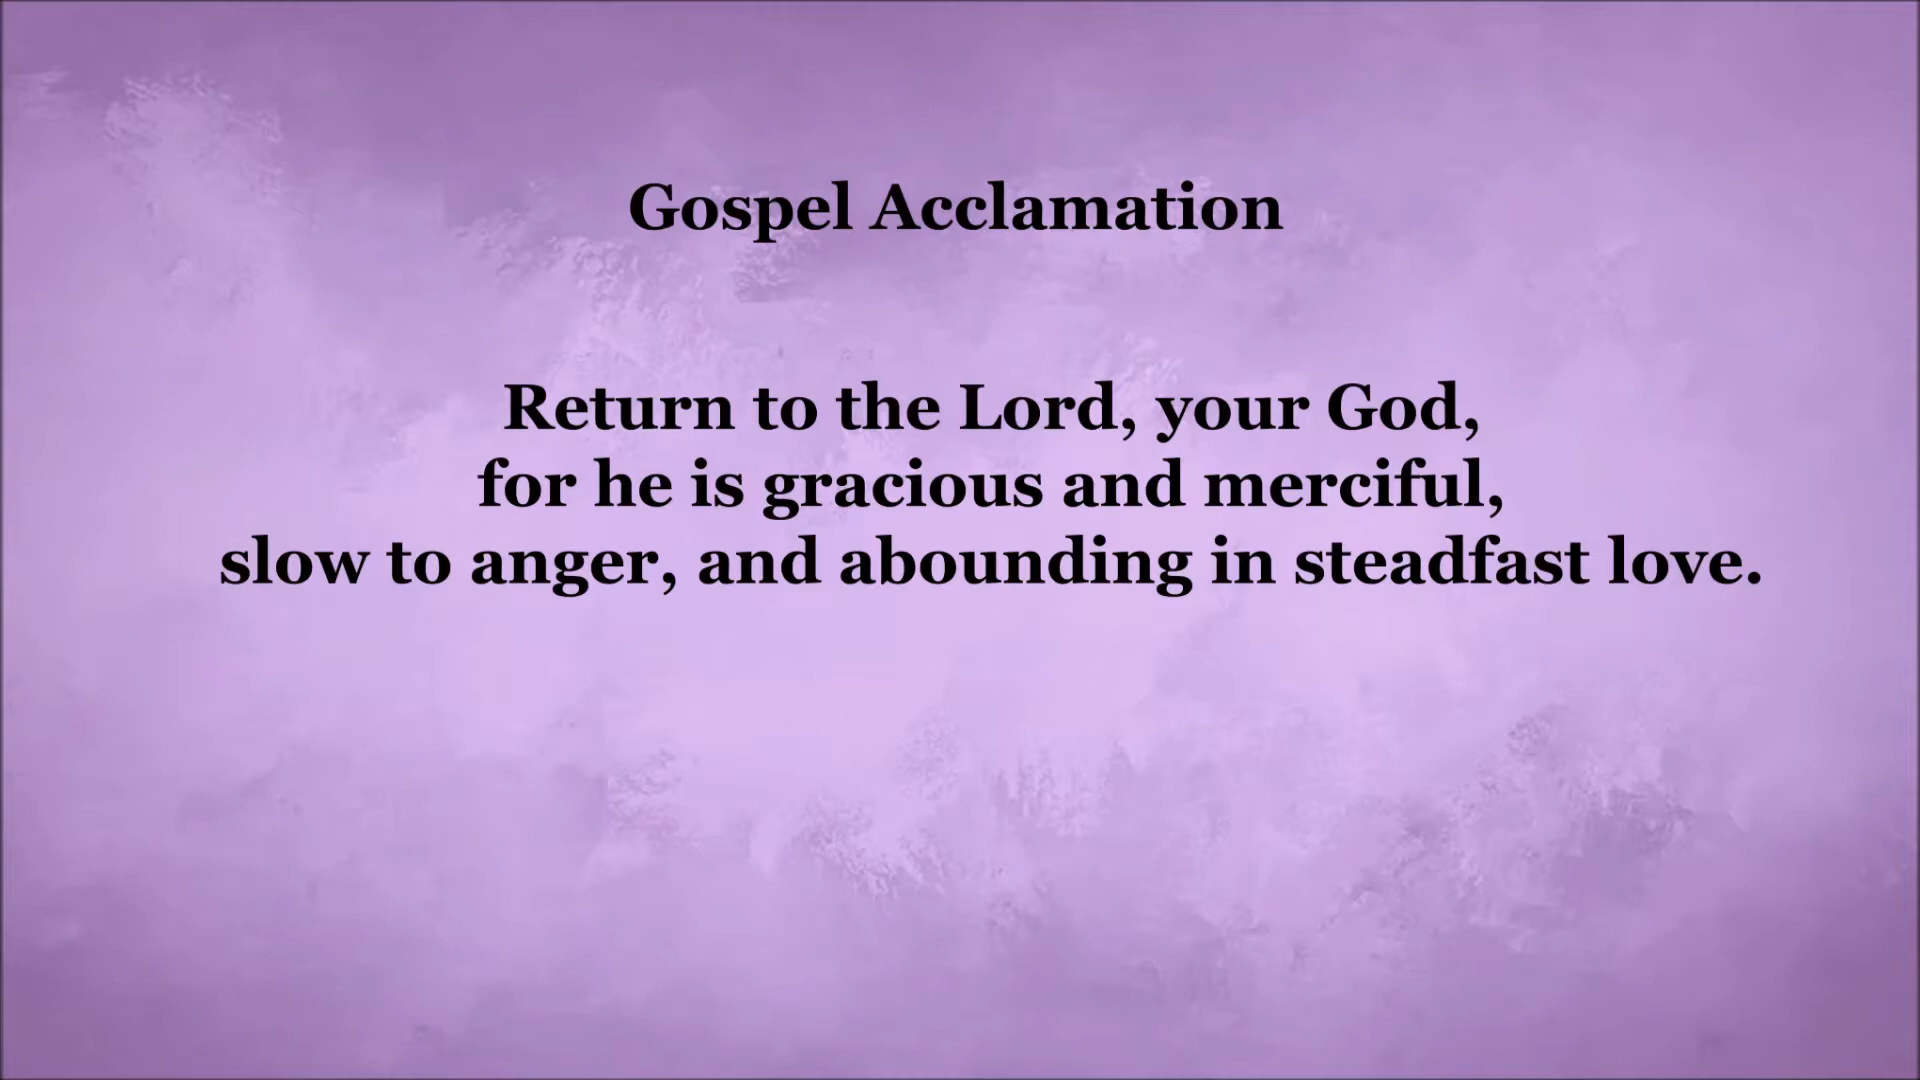 Gospel Acclamation
Return to the Lord, your God,
for he is gracious and merciful,
slow to anger, and abounding in steadfast love.